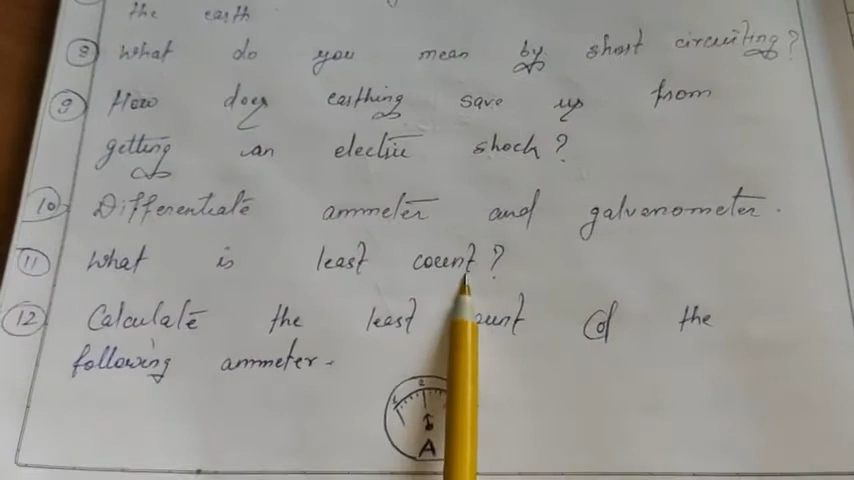 the earth
8 What do you mean by short circuiting?
9 How does earthing save us from
getting an electric shock?
10 Differentiate ammeter and galvanometer.
11 What is least count?
12 Calculate the least of the
following ammeter.
1 2
A